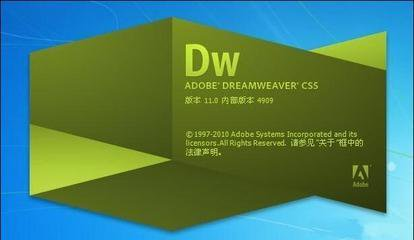 Dw
ADOBE® DREAMWEAVER® CS5
版本 11.0 内部版本 4909
©1997-2010 Adobe Systems Incorporated and its
licensors.All Rights Reserved. 请参见"关于"框中的
法律声明。
Adobe